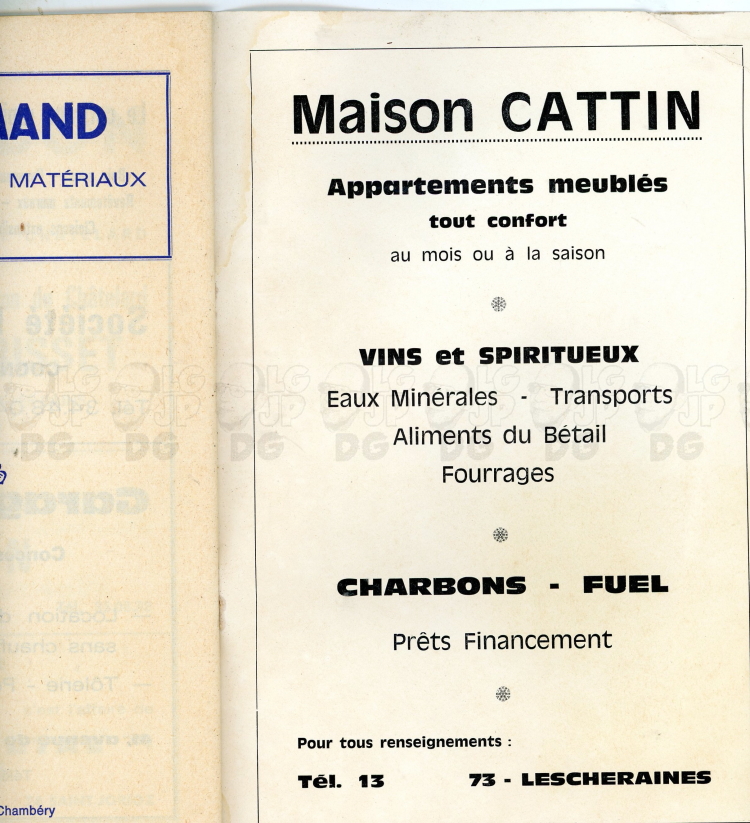 MATÉRIAUX
Chambéry
Maison CATTIN
Appartements meublés
tout confort
au mois ou à la saison
VINS et SPIRITUEUX
Eaux Minérales - Transports
Aliments du Bétail
Fourrages
CHARBONS - FUEL
Prêts Financement
Pour tous renseignements :
Tél. 13 73 - LESCHERAINES